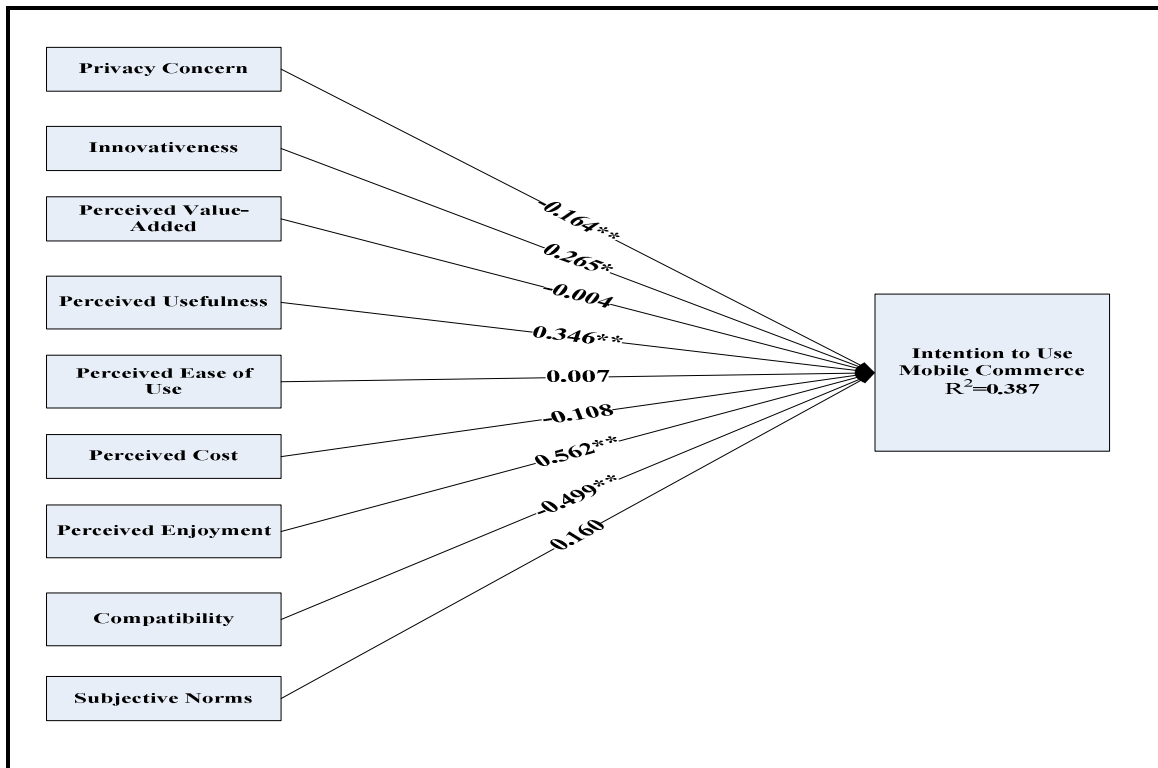 Privacy Concern
Innovativeness
Perceived Value-
Added
Perceived Usefulness
Perceived Ease of
Use
Perceived Cost
Perceived Enjoyment
Compatibility
Subjective Norms
-0.164**
0.265*
-0.004
0.346**
0.007
-0.108
0.562**
-0.499**
0.160
Intention to Use
Mobile Commerce
R²=0.387